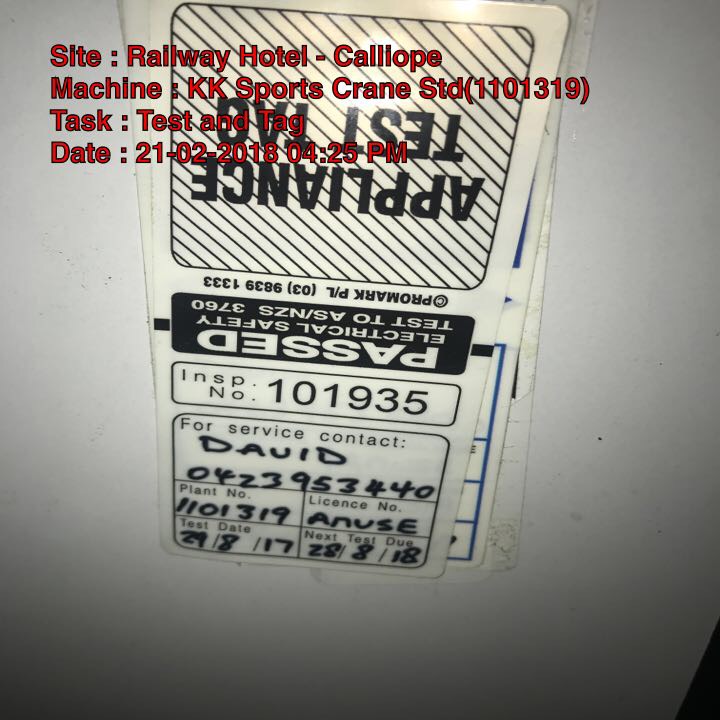 Site : Railway Hotel - Calliope
Machine : KK Sports Crane Std(1101319)
Task : Test and Tag
Date : 21-02-2018 04:25 PM
APPLIANCE
TEST TAG
©PROMARK P/L (03) 9839 1333
PASSED
ELECTRICAL SAFETY
TEST TO AS/NZS 3760
Insp. No. 101935
For service contact:
DAVID
0423953440
Plant No. Licence No.
1101319 AMUSE
Test Date Next Test Due
29/8/17 28/8/18